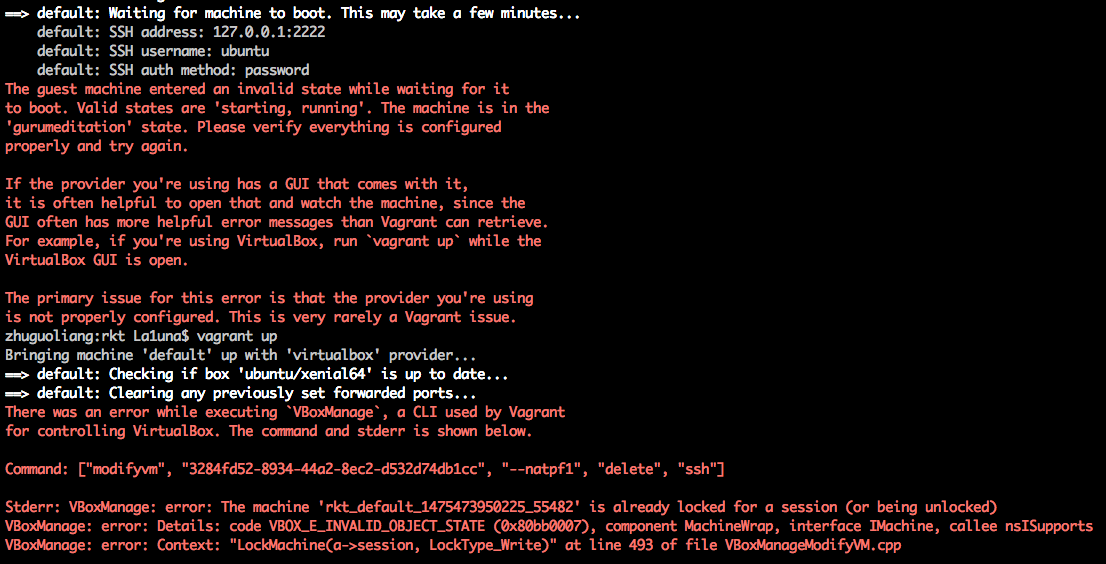 ==> default: Waiting for machine to boot. This may take a few minutes...
    default: SSH address: 127.0.0.1:2222
    default: SSH username: ubuntu
    default: SSH auth method: password
The guest machine entered an invalid state while waiting for it
to boot. Valid states are 'starting, running'. The machine is in the
'gurumeditation' state. Please verify everything is configured
properly and try again.

If the provider you're using has a GUI that comes with it,
it is often helpful to open that and watch the machine, since the
GUI often has more helpful error messages than Vagrant can retrieve.
For example, if you're using VirtualBox, run `vagrant up` while the
VirtualBox GUI is open.

The primary issue for this error is that the provider you're using
is not properly configured. This is very rarely a Vagrant issue.
zhuguoliang:rkt La1una$ vagrant up
Bringing machine 'default' up with 'virtualbox' provider...
==> default: Checking if box 'ubuntu/xenial64' is up to date...
==> default: Clearing any previously set forwarded ports...
There was an error while executing `VBoxManage`, a CLI used by Vagrant
for controlling VirtualBox. The command and stderr is shown below.

Command: ["modifyvm", "3284fd52-8934-44a2-8ec2-d532d74db1cc", "--natpf1", "delete", "ssh"]

Stderr: VBoxManage: error: The machine 'rkt_default_1475473950225_55482' is already locked for a session (or being unlocked)
VBoxManage: error: Details: code VBOX_E_INVALID_OBJECT_STATE (0x80bb0007), component MachineWrap, interface IMachine, callee nsISupports
VBoxManage: error: Context: "LockMachine(a->session, LockType_Write)" at line 493 of file VBoxManageModifyVM.cpp